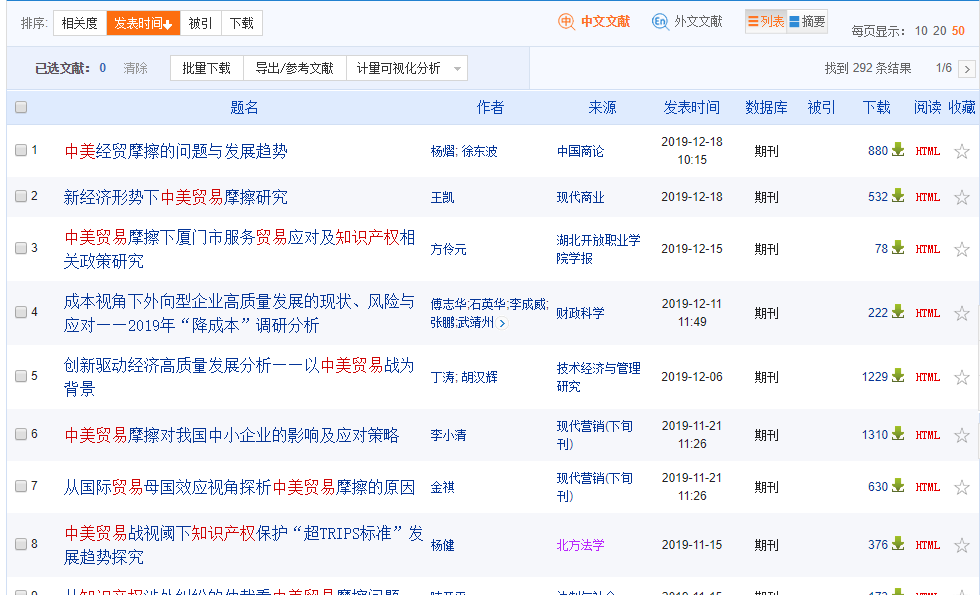 排序: 相关度 发表时间 被引 下载 中文文献 外文文献 列表 摘要 每页显示: 10 20 50
已选文献: 0 清除 批量下载 导出/参考文献 计量可视化分析 找到 292 条结果 1/6 >
题名 作者 来源 发表时间 数据库 被引 下载 阅读 收藏
1 中美经贸摩擦的问题与发展趋势 杨熠; 徐东波 中国商论 2019-12-18 10:15 期刊 880 HTML
2 新经济形势下中美贸易摩擦研究 王凯 现代商业 2019-12-18 期刊 532 HTML
3 中美贸易摩擦下厦门市服务贸易应对及知识产权相
关政策研究 方伶元 湖北开放职业学
院学报 2019-12-15 期刊 78 HTML
4 成本视角下外向型企业高质量发展的现状、风险与
应对——2019年“降成本”调研分析 傅志华;石英华;李成威;
张鹏;武靖州 财政科学 2019-12-11
11:49 期刊 222 HTML
5 创新驱动经济高质量发展分析——以中美贸易战为
背景 丁涛; 胡汉辉 技术经济与管理
研究 2019-12-06 期刊 1229 HTML
6 中美贸易摩擦对我国中小企业的影响及应对策略 李小清 现代营销(下旬
刊) 2019-11-21
11:26 期刊 1310 HTML
7 从国际贸易母国效应视角探析中美贸易摩擦的原因 金祺 现代营销(下旬
刊) 2019-11-21
11:26 期刊 630 HTML
8 中美贸易战视阈下知识产权保护“超TRIPS标准”发
展趋势探究 杨健 北方法学 2019-11-15 期刊 376 HTML